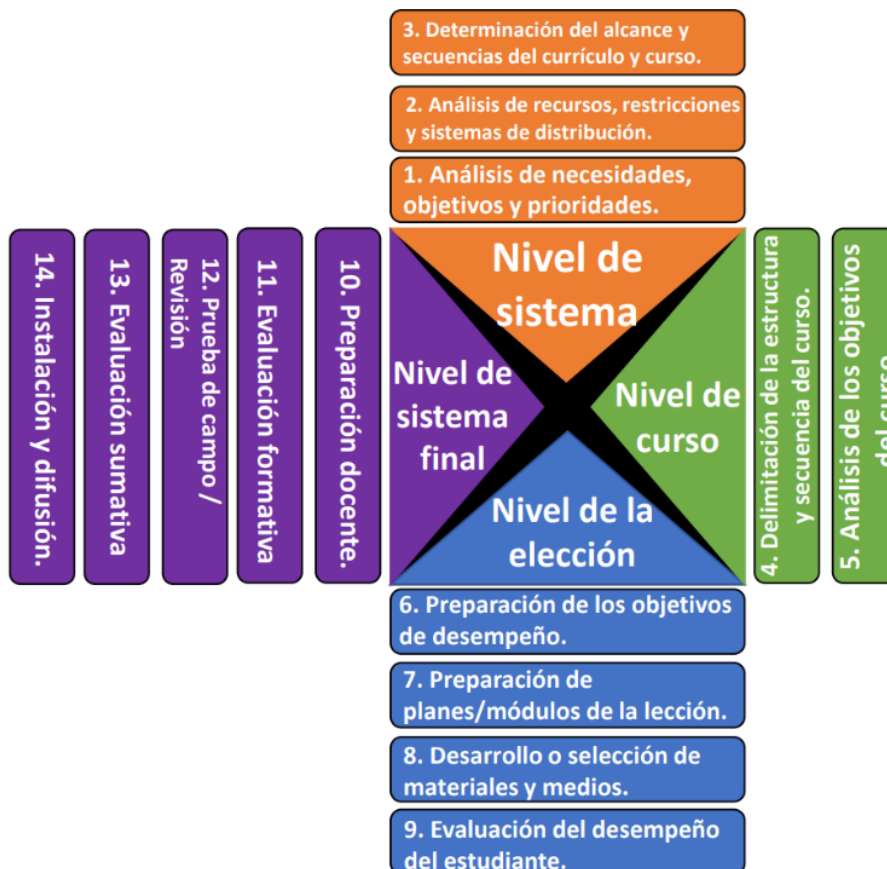 3. Determinación del alcance y
secuencias del currículo y curso.
2. Análisis de recursos, restricciones
y sistemas de distribución.
1. Análisis de necesidades,
objetivos y prioridades.
Nivel de
sistema
14. Instalación y difusión.
13. Evaluación sumativa
12. Prueba de campo /
Revisión
11. Evaluación formativa
10. Preparación docente.
Nivel de
sistema
final
Nivel de
curso
4. Delimitación de la estructura
y secuencia del curso.
5. Análisis de los objetivos
del curso
Nivel de la
elección
6. Preparación de los objetivos
de desempeño.
7. Preparación de
planes/módulos de la lección.
8. Desarrollo o selección de
materiales y medios.
9. Evaluación del desempeño
del estudiante.